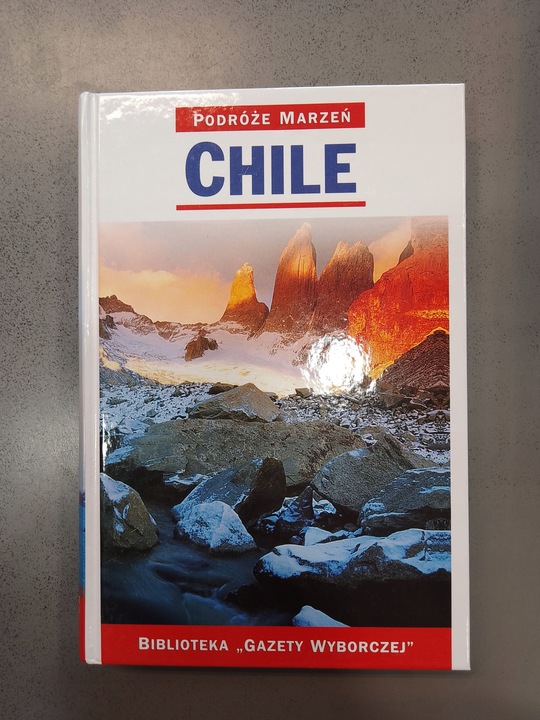 PODRÓŻE MARZEŃ
CHILE
BIBLIOTEKA „GAZETY WYBORCZEJ”